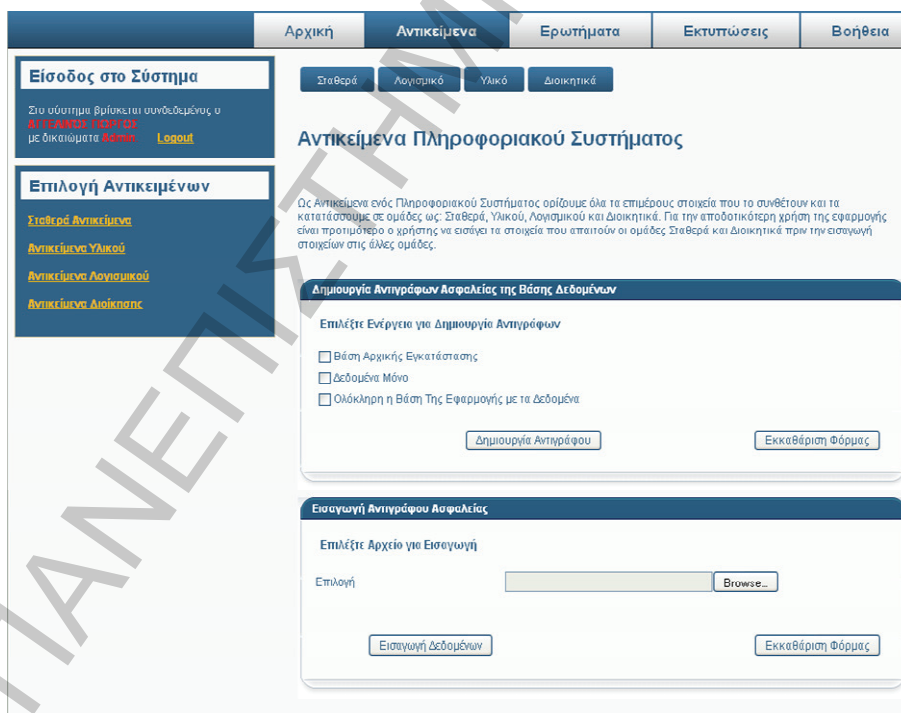 Αρχική Αντικείμενα Ερωτήματα Εκτυπώσεις Βοήθεια
Είσοδος στο Σύστημα
Στο σύστημα βρίσκεται συνδεδεμένος ο
με δικαιώματα Admin Logout
Επιλογή Αντικειμένων
Σταθερά Αντικείμενα
Αντικείμενα Υλικού
Αντικείμενα Λογισμικού
Αντικείμενα Διοίκησης
Σταθερά Λογισμικό Υλικό Διοικητικά
Αντικείμενα Πληροφοριακού Συστήματος
Ως Αντικείμενα ενός Πληροφοριακού Συστήματος ορίζουμε όλα τα επιμέρους στοιχεία που το συνθέτουν και τα
κατατάσσουμε σε ομάδες ως: Σταθερά, Υλικού, Λογισμικού και Διοικητικά. Για την αποδοτικότερη χρήση της εφαρμογής
είναι προτιμότερο ο χρήστης να εισάγει τα στοιχεία που απαιτούν οι ομάδες Σταθερά και Διοικητικά πριν την εισαγωγή
στοιχείων στις άλλες ομάδες.
Δημιουργία Αντιγράφων Ασφαλείας της Βάσης Δεδομένων
Επιλέξτε Ενέργεια για Δημιουργία Αντιγράφων
Βάση Αρχικής Εγκατάστασης
Δεδομένα Μόνο
Ολόκληρη η Βάση Της Εφαρμογής με τα Δεδομένα
Δημιουργία Αντιγράφου Εκκαθάριση Φόρμας
Εισαγωγή Αντιγράφου Ασφαλείας
Επιλέξτε Αρχείο για Εισαγωγή
Επιλογή Browse...
Εισαγωγή Δεδομένων Εκκαθάριση Φόρμας